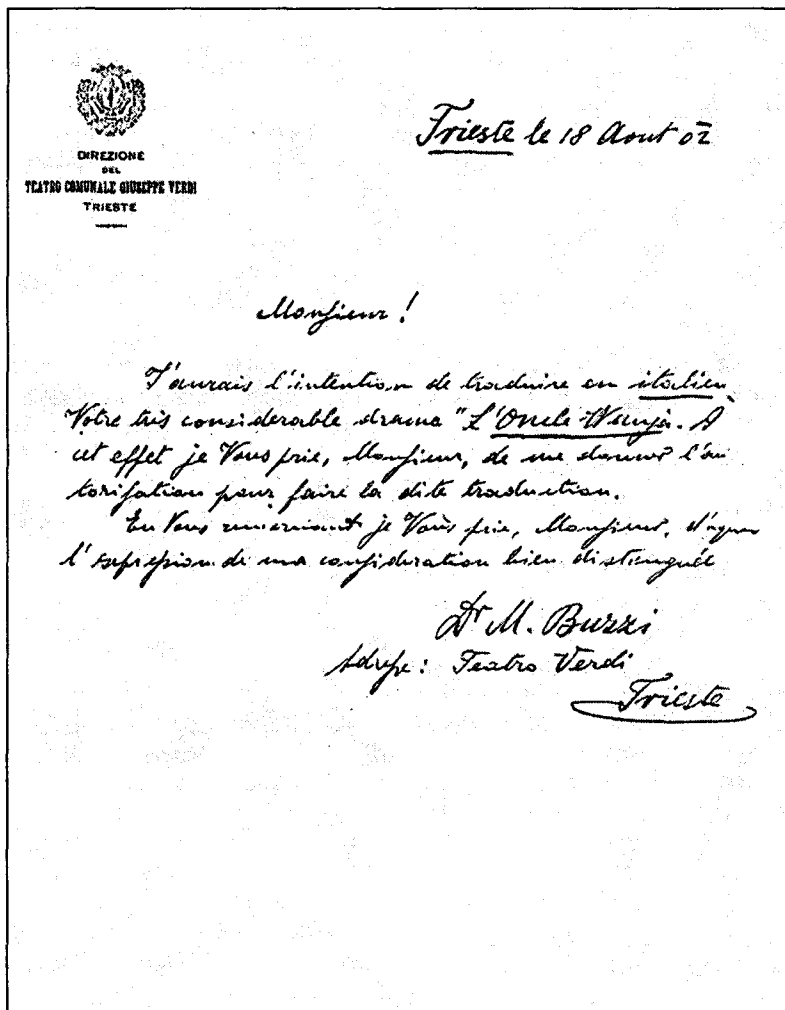 DIREZIONE
DEL
TEATRO COMUNALE GIUSEPPE VERDI
TRIESTE
Trieste le 18 Aout 02
Monsieur !
J'aurais l'intention de traduire en italien
Votre très considerable drama "L'Oncle Wanja. A
cet effet je Vous prie, Monsieur, de me donner l'au
torisation pour faire la dite traduction.
En Vous remerciant je Vous prie, Monsieur,
l'expression de ma consideration bien distinguée
Dr M. Buzzi
Adresse : Teatro Verdi
Trieste